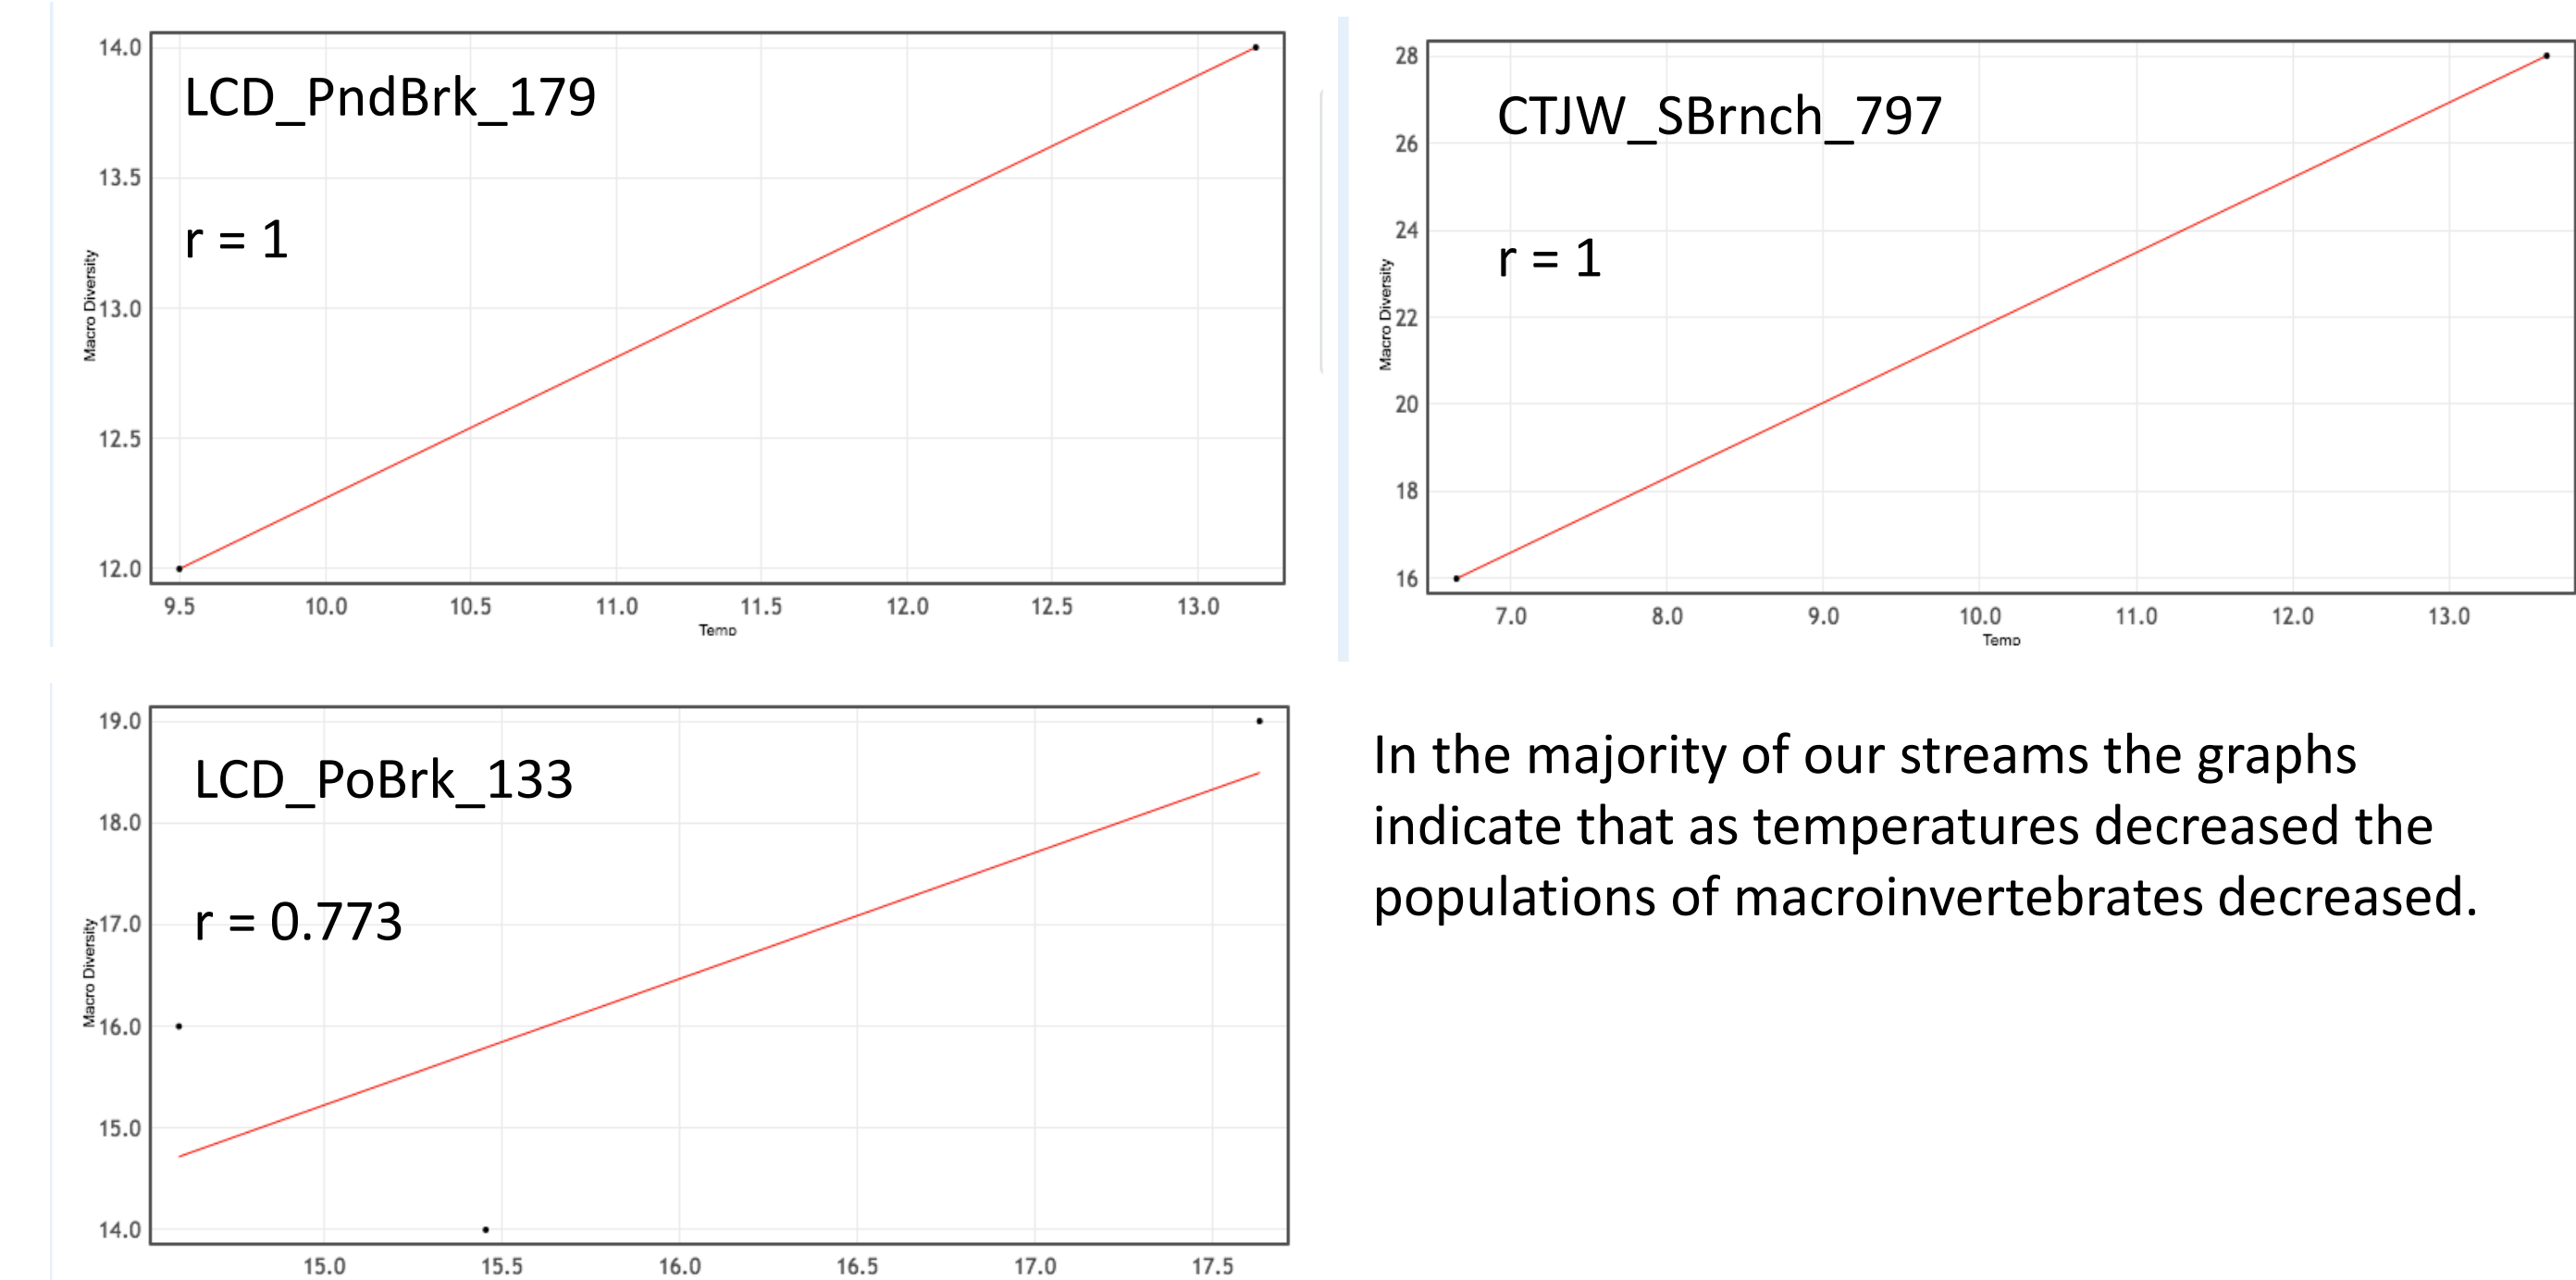 LCD_PndBrk_179
r = 1
Macro Diversity
14.0
13.5
13.0
12.5
12.0
9.5 10.0 10.5 11.0 11.5 12.0 12.5 13.0
Temp
CTJW_SBrnch_797
r = 1
Macro Diversity
28
26
24
22
20
18
16
7.0 8.0 9.0 10.0 11.0 12.0 13.0
Temp
LCD_PoBrk_133
r = 0.773
Macro Diversity
19.0
18.0
17.0
16.0
15.0
14.0
15.0 15.5 16.0 16.5 17.0 17.5
In the majority of our streams the graphs
indicate that as temperatures decreased the
populations of macroinvertebrates decreased.